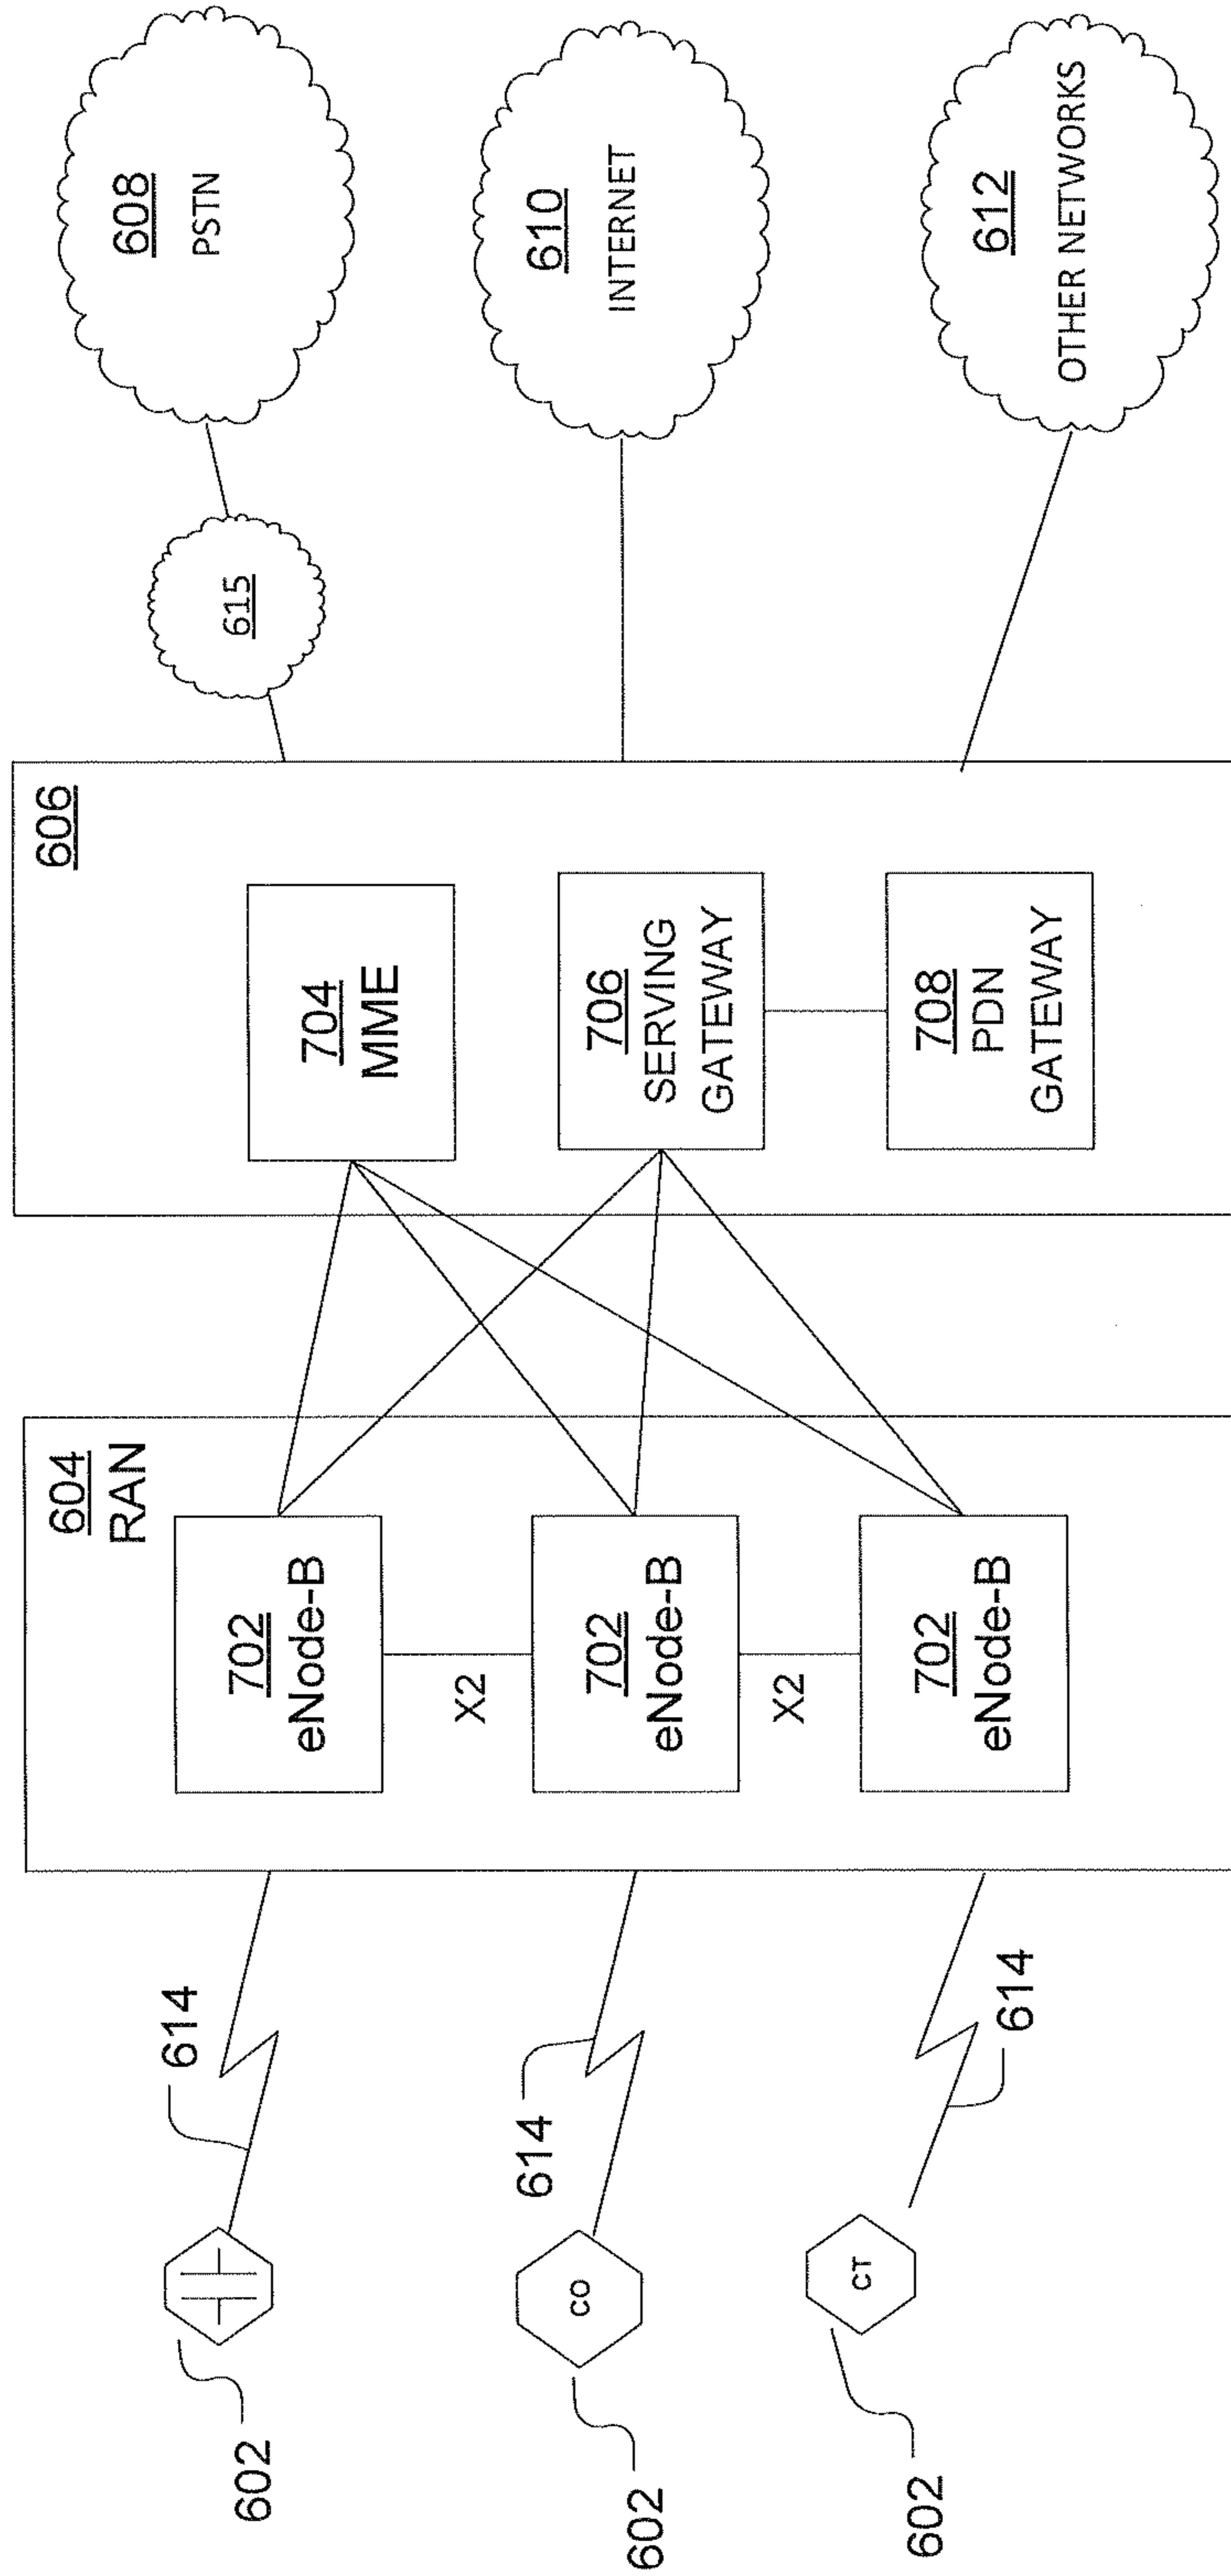 602
602
602
CO
CT
614
614
614
604
RAN
702
eNode-B
X2
702
eNode-B
X2
702
eNode-B
606
704
MME
706
SERVING
GATEWAY
708
PDN
GATEWAY
615
608
PSTN
610
INTERNET
612
OTHER NETWORKS